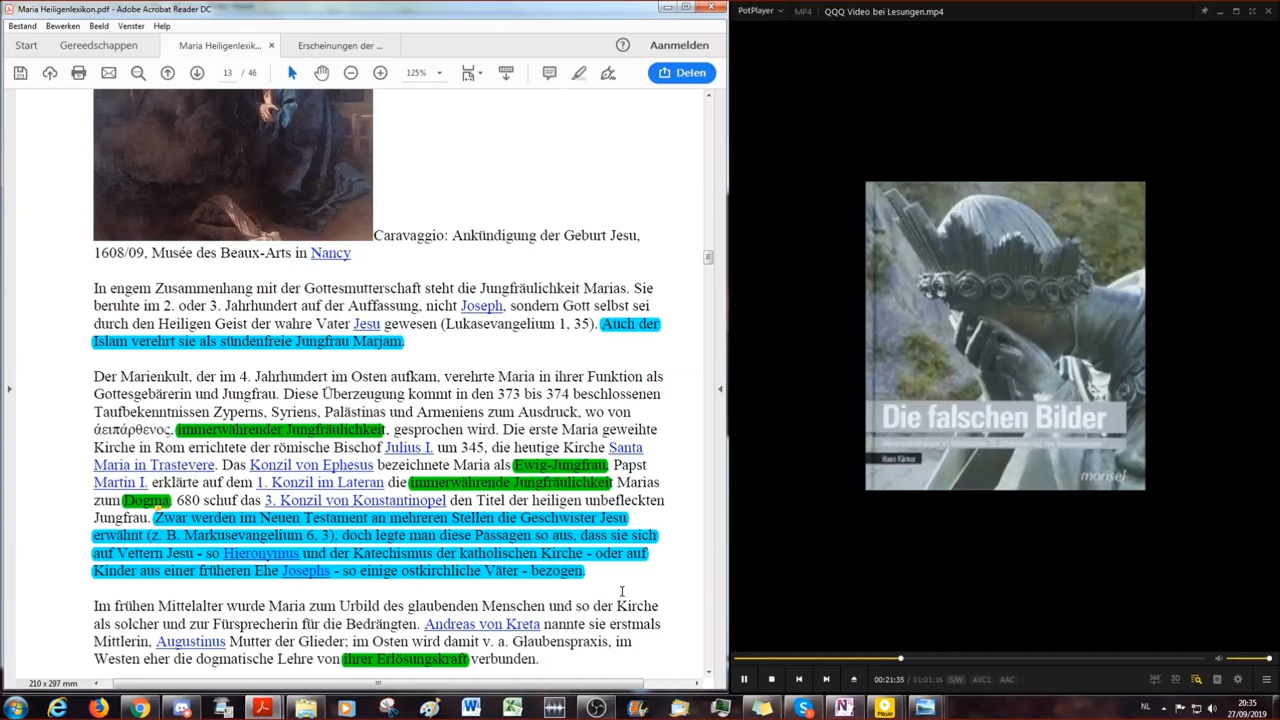 Maria Heiligenlexikon.pdf - Adobe Acrobat Reader DC
Bestand Bewerken Beeld Venster Help
Start Gereedschappen Maria Heiligenlexik... × Erscheinungen der ... Aanmelden
13 / 46 125% Delen
Caravaggio: Ankündigung der Geburt Jesu,
1608/09, Musée des Beaux-Arts in Nancy
In engem Zusammenhang mit der Gottesmutterschaft steht die Jungfräulichkeit Marias. Sie
beruhte im 2. oder 3. Jahrhundert auf der Auffassung, nicht Joseph, sondern Gott selbst sei
durch den Heiligen Geist der wahre Vater Jesu gewesen (Lukasevangelium 1, 35). Auch der
Islam verehrt sie als sündenfreie Jungfrau Marjam.
Der Marienkult, der im 4. Jahrhundert im Osten aufkam, verehrte Maria in ihrer Funktion als
Gottesgebärerin und Jungfrau. Diese Überzeugung kommt in den 373 bis 374 beschlossenen
Taufbekenntnissen Zyperns, Syriens, Palästinas und Armeniens zum Ausdruck, wo von
άειπάρθενος, immerwährender Jungfräulichkeit, gesprochen wird. Die erste Maria geweihte
Kirche in Rom errichtete der römische Bischof Julius I. um 345, die heutige Kirche Santa
Maria in Trastevere. Das Konzil von Ephesus bezeichnete Maria als Ewig-Jungfrau. Papst
Martin I. erklärte auf dem 1. Konzil im Lateran die immerwährende Jungfräulichkeit Marias
zum Dogma. 680 schuf das 3. Konzil von Konstantinopel den Titel der heiligen unbefleckten
Jungfrau. Zwar werden im Neuen Testament an mehreren Stellen die Geschwister Jesu
erwähnt (z. B. Markusevangelium 6, 3), doch legte man diese Passagen so aus, dass sie sich
auf Vettern Jesu - so Hieronymus und der Katechismus der katholischen Kirche - oder auf
Kinder aus einer früheren Ehe Josephs - so einige ostkirchliche Väter - bezogen.
Im frühen Mittelalter wurde Maria zum Urbild des glaubenden Menschen und so der Kirche
als solcher und zur Fürsprecherin für die Bedrängten. Andreas von Kreta nannte sie erstmals
Mittlerin, Augustinus Mutter der Glieder; im Osten wird damit v. a. Glaubenspraxis, im
Westen eher die dogmatische Lehre von ihrer Erlösungskraft verbunden.
210 x 297 mm
PotPlayer MP4 QQQ Video bei Lesungen.mp4
Die falschen Bilder
Hans Kärner
morisel
00:21:35 / 01:01:16 S/W AVC1 AAC
360° 3D
NL 20:35
27/09/2019